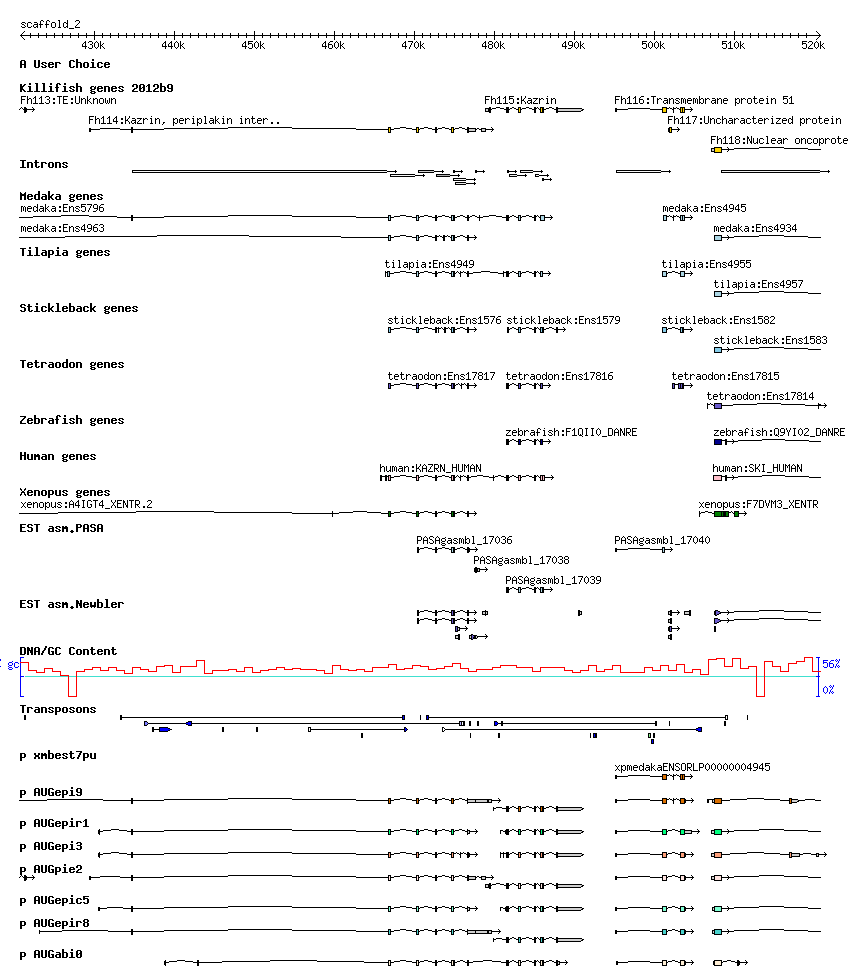 scaffold_2
430k 440k 450k 460k 470k 480k 490k 500k 510k 520k
A User Choice
Killifish genes 2012b9
Fh113:TE:Unknown Fh115:Kazrin Fh116:Transmembrane protein 51
Fh114:Kazrin, periplakin inter.. Fh117:Uncharacterized protein
Fh118:Nuclear oncoprote
Introns
Medaka genes
medaka:Ens5796 medaka:Ens4945
medaka:Ens4963 medaka:Ens4934
Tilapia genes
tilapia:Ens4949 tilapia:Ens4955
tilapia:Ens4957
Stickleback genes
stickleback:Ens1576 stickleback:Ens1579 stickleback:Ens1582
stickleback:Ens1583
Tetraodon genes
tetraodon:Ens17817 tetraodon:Ens17816 tetraodon:Ens17815
tetraodon:Ens17814
Zebrafish genes
zebrafish:F1QII0_DANRE zebrafish:Q9YI02_DANRE
Human genes
human:KAZRN_HUMAN human:SKI_HUMAN
Xenopus genes
xenopus:A4IGT4_XENTR.2 xenopus:F7DVM3_XENTR
EST asm.PASA
PASAgasmbl_17036 PASAgasmbl_17040
PASAgasmbl_17038
PASAgasmbl_17039
EST asm.Newbler
DNA/GC Content
% gc 56%
0%
Transposons
p xmbest7pu
xpmedakaENSORLP00000004945
p AUGepi9
p AUGepir1
p AUGepi3
p AUGpie2
p AUGepic5
p AUGepir8
p AUGabi0